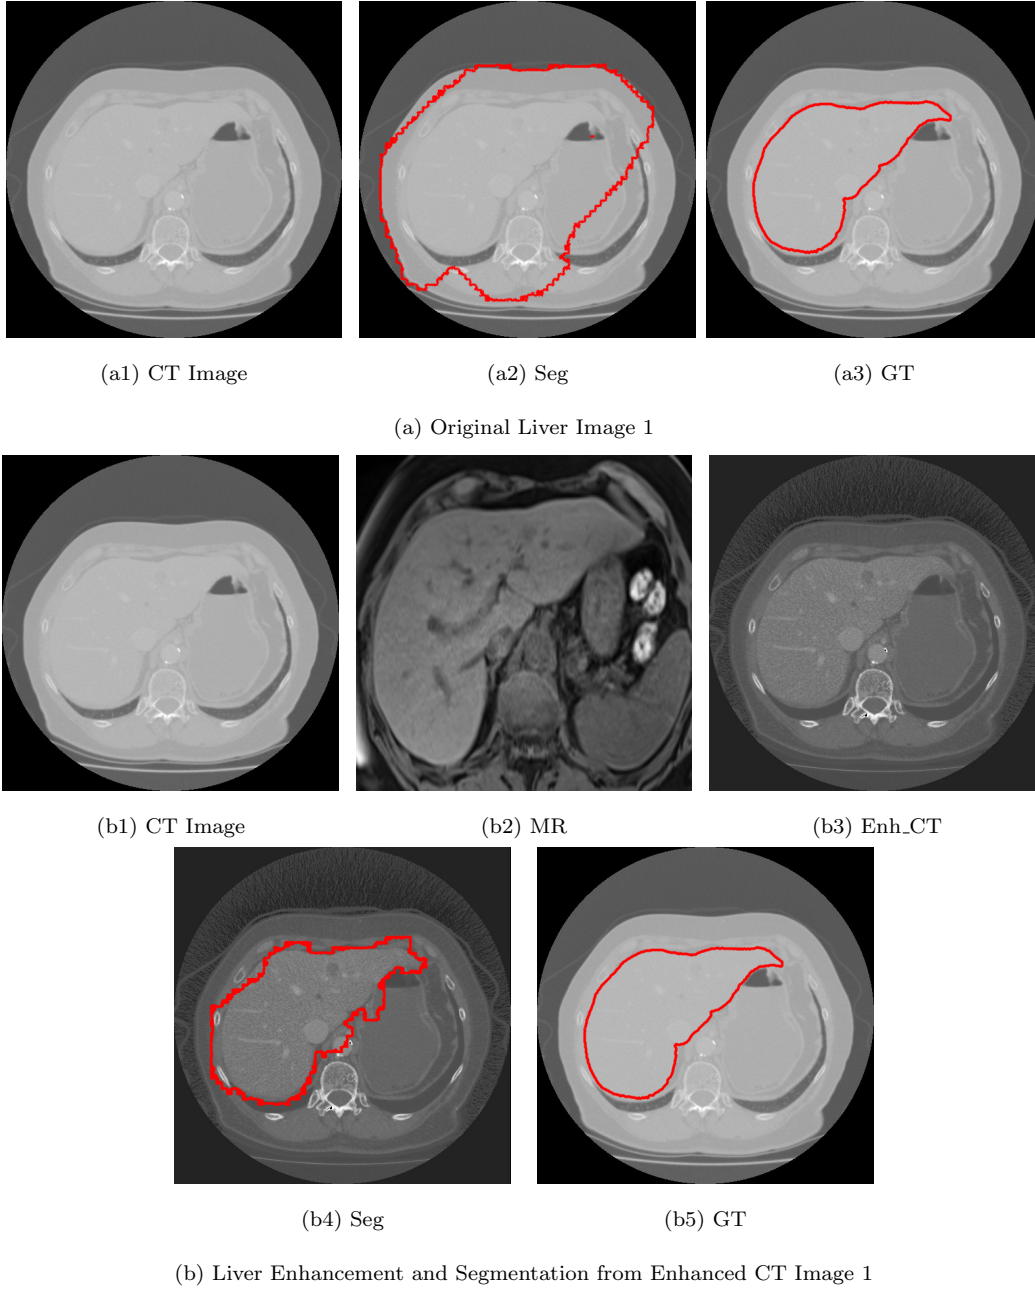 (a1) CT Image
(a2) Seg
(a3) GT
(a) Original Liver Image 1
(b1) CT Image
(b2) MR
(b3) Enh_CT
(b4) Seg
(b5) GT
(b) Liver Enhancement and Segmentation from Enhanced CT Image 1